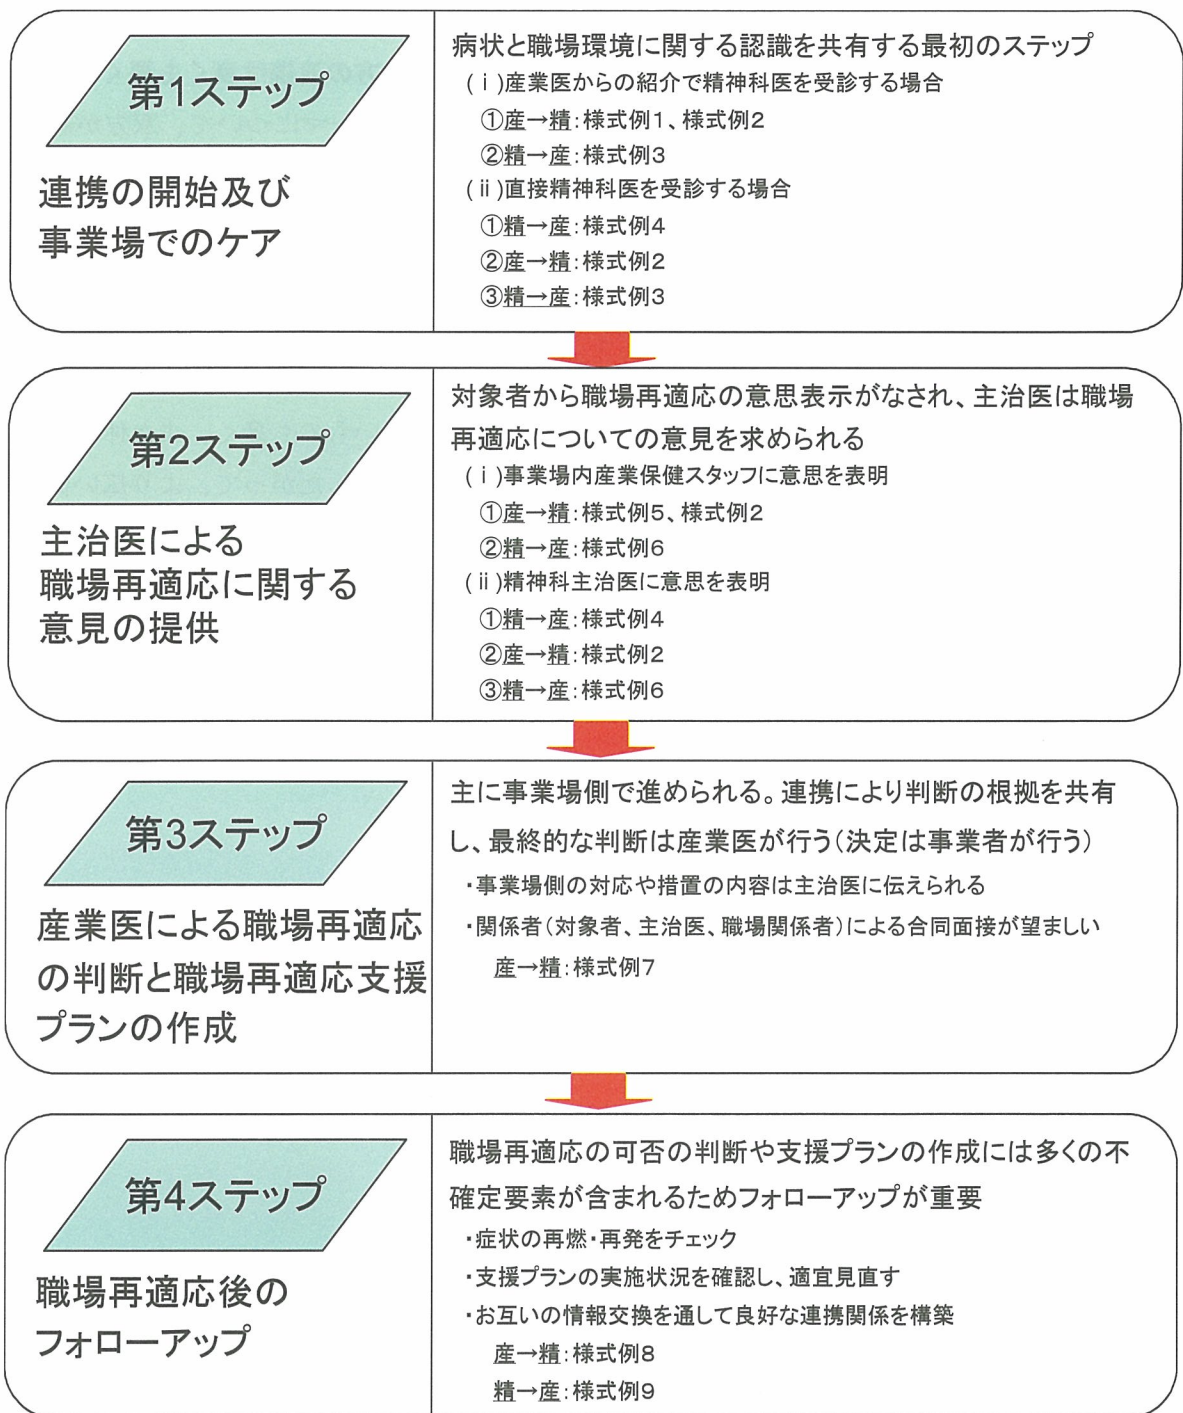 第1ステップ
連携の開始及び
事業場でのケア
病状と職場環境に関する認識を共有する最初のステップ
(ⅰ)産業医からの紹介で精神科医を受診する場合
①産→精:様式例1、様式例2
②精→産:様式例3
(ⅱ)直接精神科医を受診する場合
①精→産:様式例4
②産→精:様式例2
③精→産:様式例3
第2ステップ
主治医による
職場再適応に関する
意見の提供
対象者から職場再適応の意思表示がなされ、主治医は職場
再適応についての意見を求められる
(ⅰ)事業場内産業保健スタッフに意思を表明
①産→精:様式例5、様式例2
②精→産:様式例6
(ⅱ)精神科主治医に意思を表明
①精→産:様式例4
②産→精:様式例2
③精→産:様式例6
第3ステップ
産業医による職場再適応
の判断と職場再適応支援
プランの作成
主に事業場側で進められる。連携により判断の根拠を共有
し、最終的な判断は産業医が行う(決定は事業者が行う)
・事業場側の対応や措置の内容は主治医に伝えられる
・関係者(対象者、主治医、職場関係者)による合同面接が望ましい
産→精:様式例7
第4ステップ
職場再適応後の
フォローアップ
職場再適応の可否の判断や支援プランの作成には多くの不
確定要素が含まれるためフォローアップが重要
・症状の再燃・再発をチェック
・支援プランの実施状況を確認し、適宜見直す
・お互いの情報交換を通して良好な連携関係を構築
産→精:様式例8
精→産:様式例9